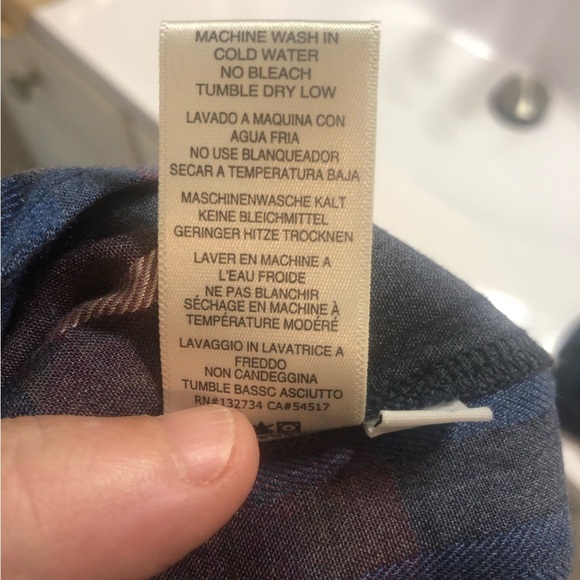 MACHINE WASH IN
COLD WATER
NO BLEACH
TUMBLE DRY LOW
LAVADO A MAQUINA CON
AGUA FRIA
NO USE BLANQUEADOR
SECAR A TEMPERATURA BAJA
MASCHINENWASCHE KALT
KEINE BLEICHMITTEL
GERINGER HITZE TROCKNEN
LAVER EN MACHINE A
L'EAU FROIDE
NE PAS BLANCHIR
SÉCHAGE EN MACHINE À
TEMPÉRATURE MODÉRÉ
LAVAGGIO IN LAVATRICE A
FREDDO
NON CANDEGGINA
TUMBLE BASSC ASCIUTTO
RN#132734 CA#54517